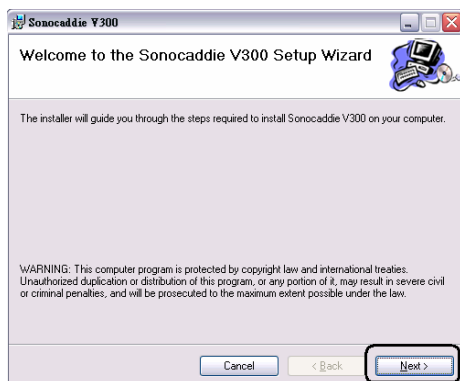 Sonocaddie V300
Welcome to the Sonocaddie V300 Setup Wizard
The installer will guide you through the steps required to install Sonocaddie V300 on your computer.
WARNING: This computer program is protected by copyright law and international treaties.
Unauthorized duplication or distribution of this program, or any portion of it, may result in severe civil
or criminal penalties, and will be prosecuted to the maximum extent possible under the law.
Cancel
< Back
Next >